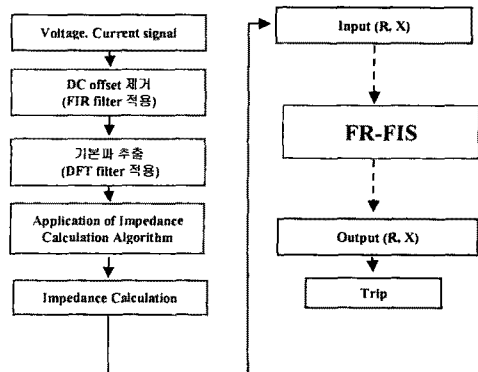 Voltage. Current signal
DC offset 제거
(FIR filter 적용)
기본파 추출
(DFT filter 적용)
Application of Impedance
Calculation Algorithm
Impedance Calculation
Input (R, X)
FR-FIS
Output (R, X)
Trip